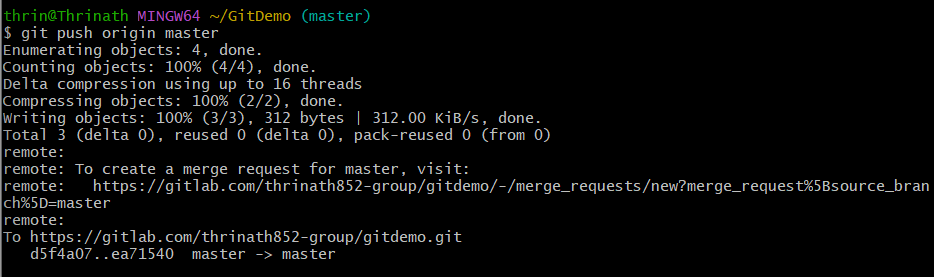 thrin@Thrinath MINGW64 ~/GitDemo (master)
$ git push origin master
Enumerating objects: 4, done.
Counting objects: 100% (4/4), done.
Delta compression using up to 16 threads
Compressing objects: 100% (2/2), done.
Writing objects: 100% (3/3), 312 bytes | 312.00 KiB/s, done.
Total 3 (delta 0), reused 0 (delta 0), pack-reused 0 (from 0)
remote:
remote: To create a merge request for master, visit:
remote:   https://gitlab.com/thrinath852-group/gitdemo/-/merge_requests/new?merge_request%5Bsource_bran
ch%5D=master
remote:
To https://gitlab.com/thrinath852-group/gitdemo.git
   d5f4a07..ea71540  master -> master